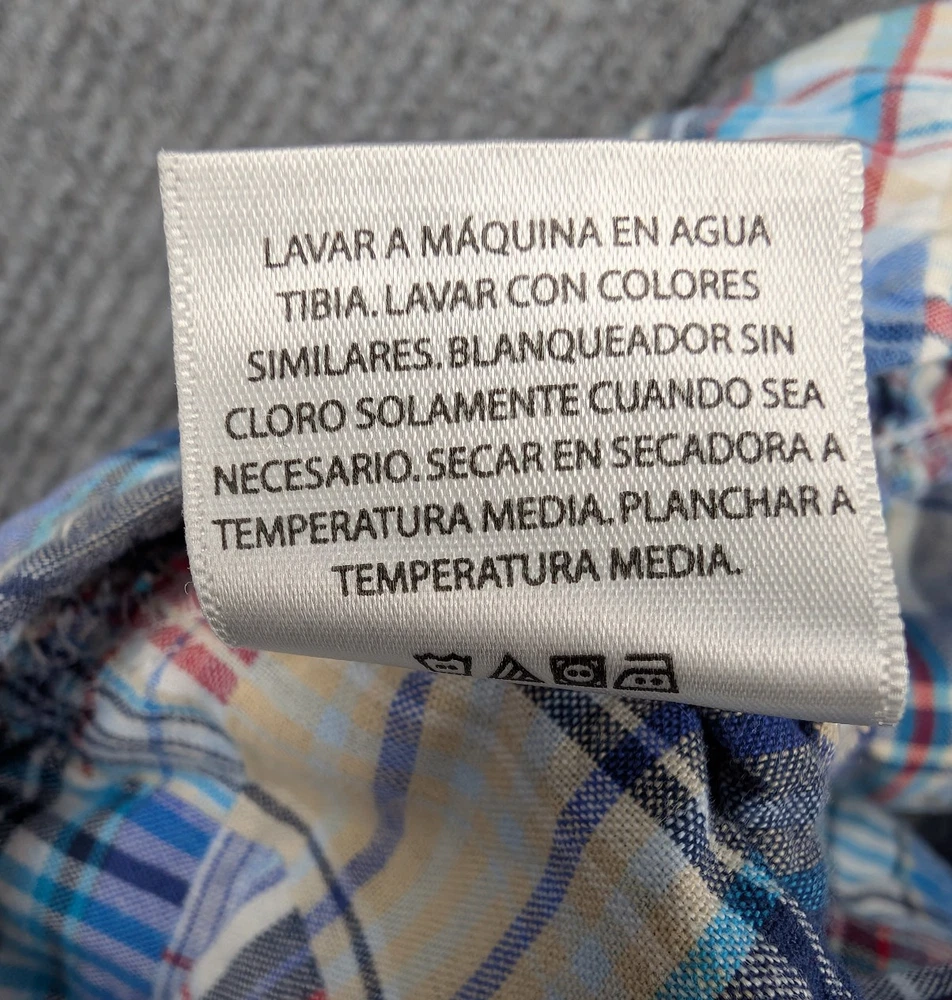 LAVAR A MÁQUINA EN AGUA
TIBIA. LAVAR CON COLORES
SIMILARES. BLANQUEADOR SIN
CLORO SOLAMENTE CUANDO SEA
NECESARIO. SECAR EN SECADORA A
TEMPERATURA MEDIA. PLANCHAR A
TEMPERATURA MEDIA.